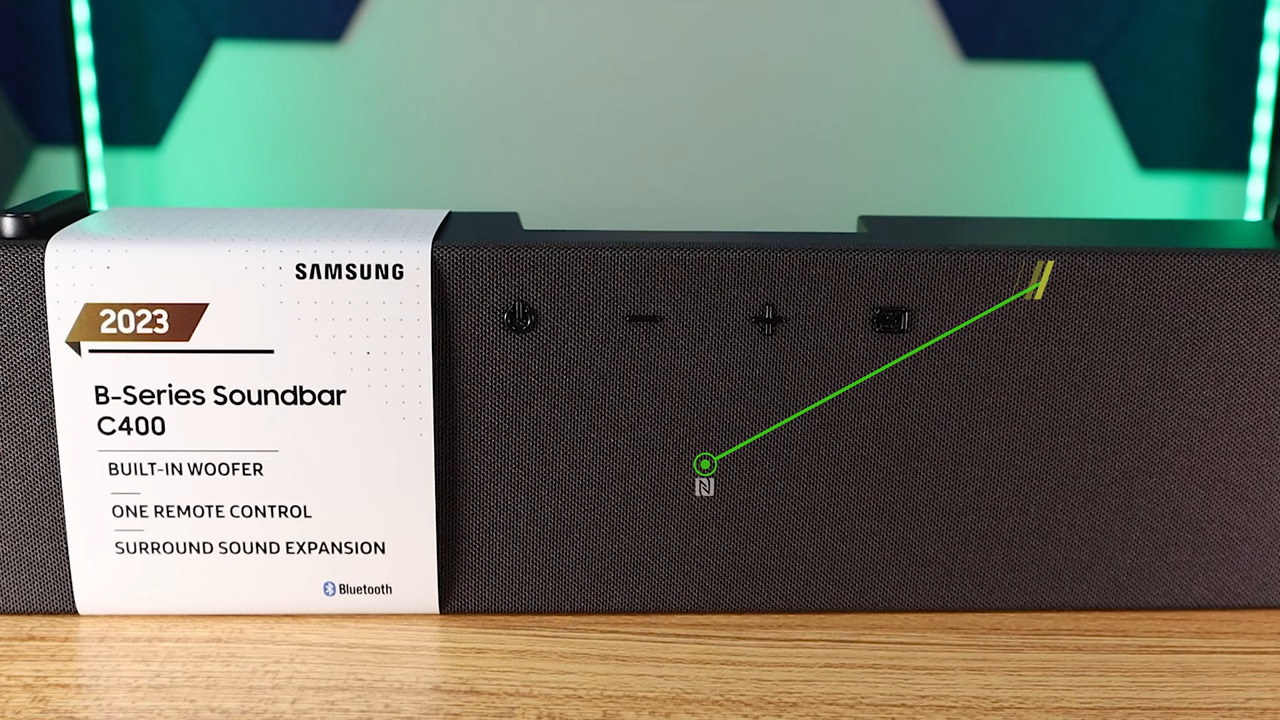 SAMSUNG
2023
B-Series Soundbar
C400
BUILT-IN WOOFER
ONE REMOTE CONTROL
SURROUND SOUND EXPANSION
Bluetooth